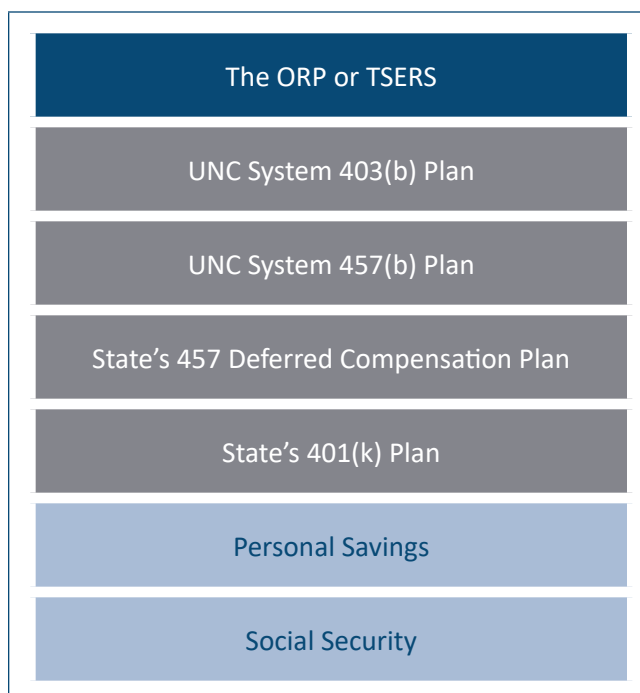 The ORP or TSERS
UNC System 403(b) Plan
UNC System 457(b) Plan
State’s 457 Deferred Compensation Plan
State’s 401(k) Plan
Personal Savings
Social Security